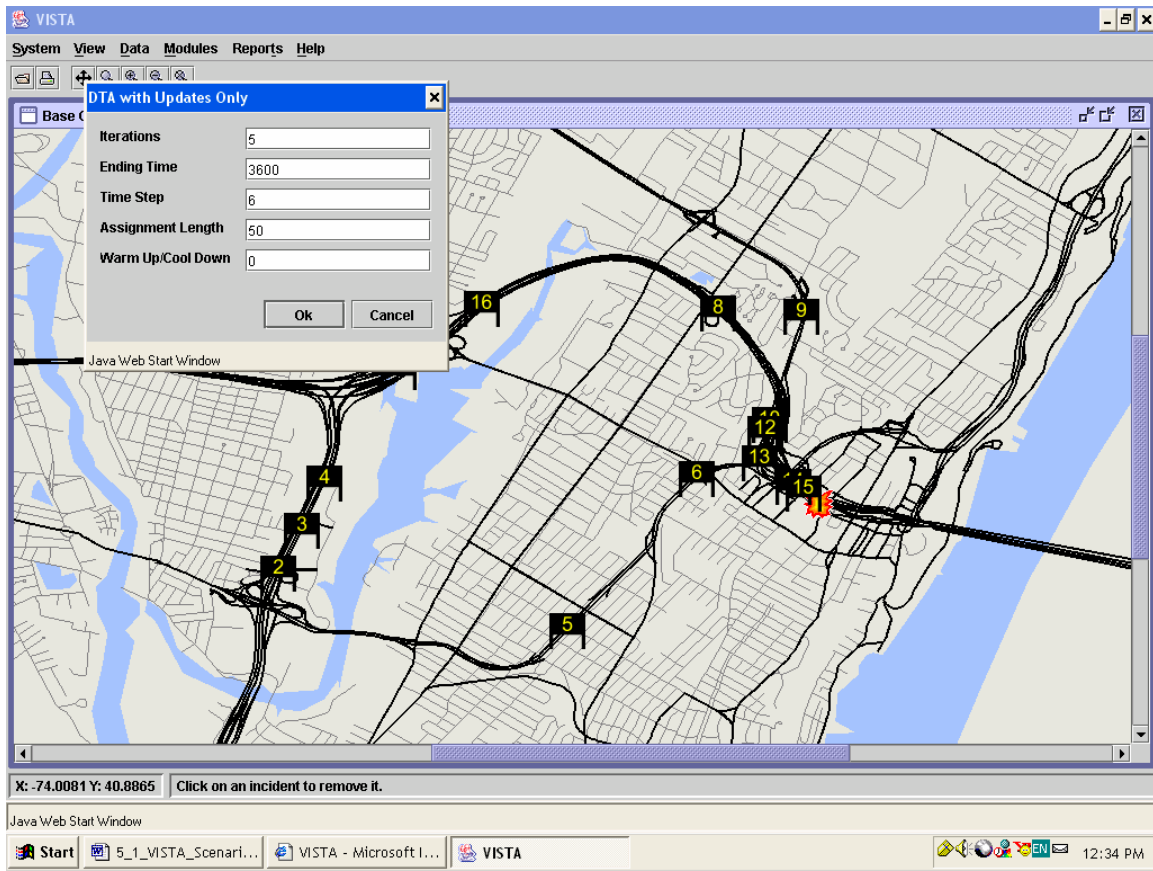 VISTA
System View Data Modules Reports Help
DTA with Updates Only
Base
Iterations 5
Ending Time 3600
Time Step 6
Assignment Length 50
Warm Up/Cool Down 0
Ok Cancel
Java Web Start Window
16
8
9
12
13
6
15
4
3
2
5
X: -74.0081 Y: 40.8865 Click on an incident to remove it.
Java Web Start Window
Start 5_1_VISTA_Scenari... VISTA - Microsoft I... VISTA EN 12:34 PM